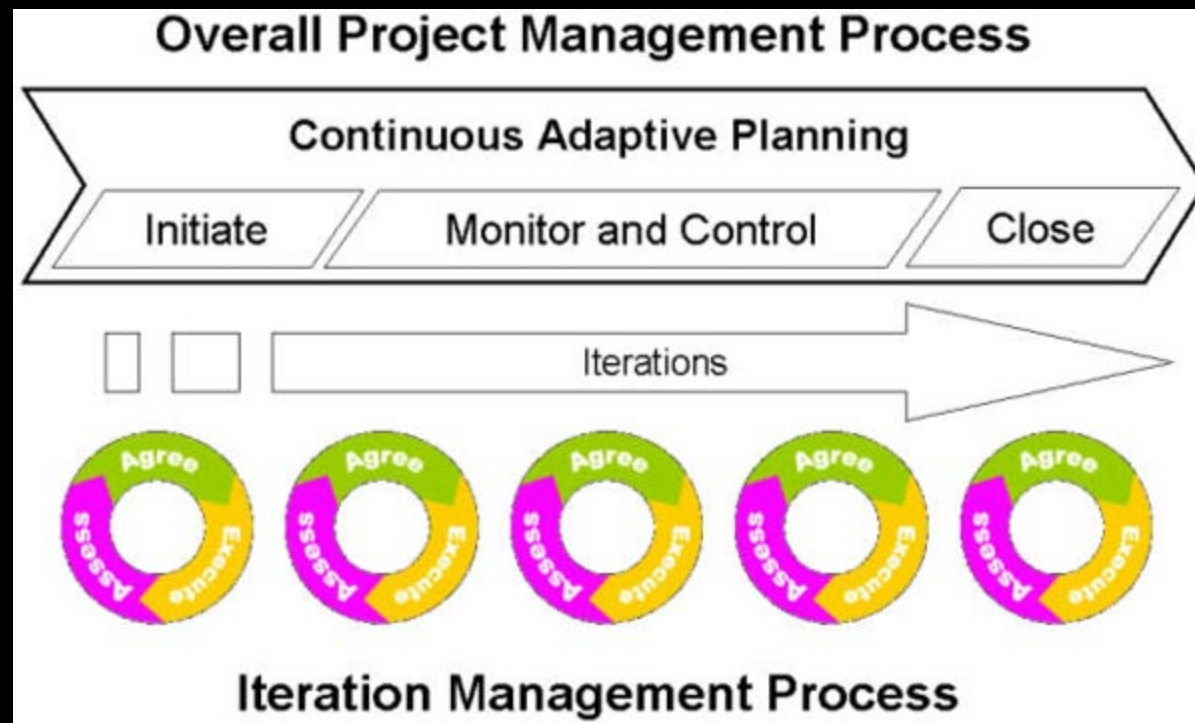 Overall Project Management Process
Continuous Adaptive Planning
Initiate
Monitor and Control
Close
Iterations
Agree
Execute
Assess
Agree
Execute
Assess
Agree
Execute
Assess
Agree
Execute
Assess
Agree
Execute
Assess
Iteration Management Process